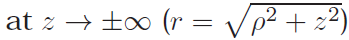 at z → ±∞ (r = √ρ² + z²)